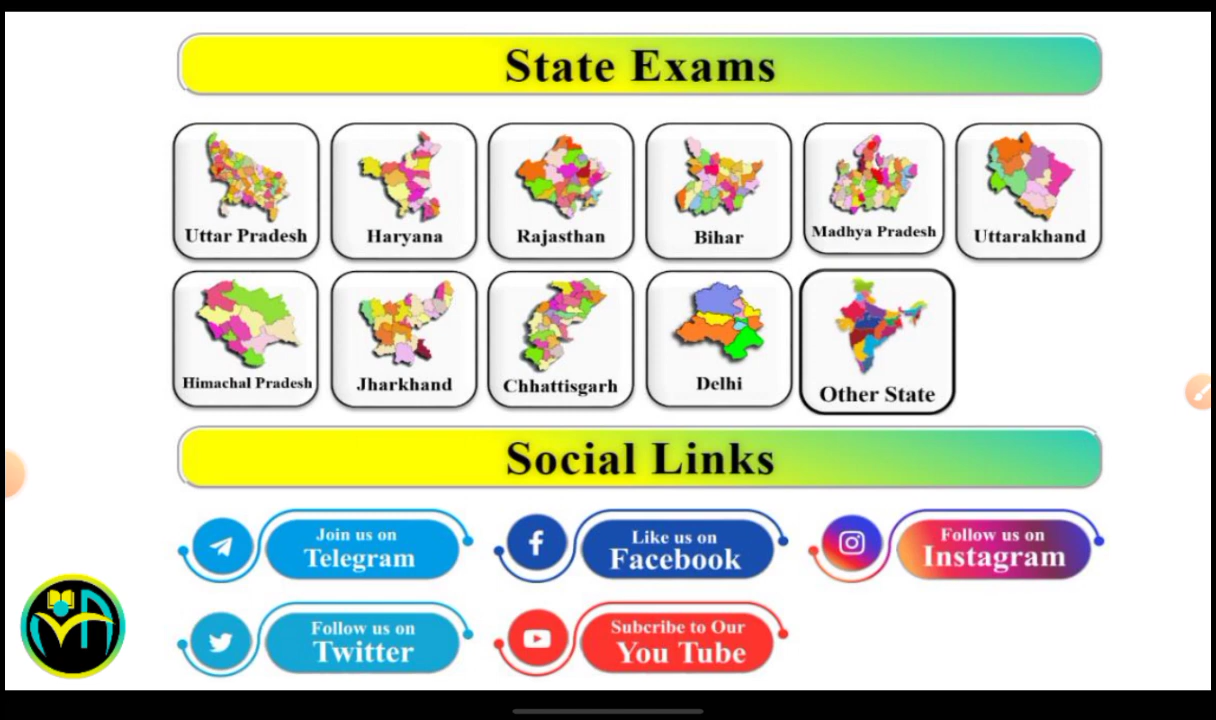 State Exams
Uttar Pradesh
Haryana
Rajasthan
Bihar
Madhya Pradesh
Uttarakhand
Himachal Pradesh
Jharkhand
Chhattisgarh
Delhi
Other State
Social Links
Join us on
Telegram
Like us on
Facebook
Follow us on
Instagram
Follow us on
Twitter
Subcribe to Our
You Tube